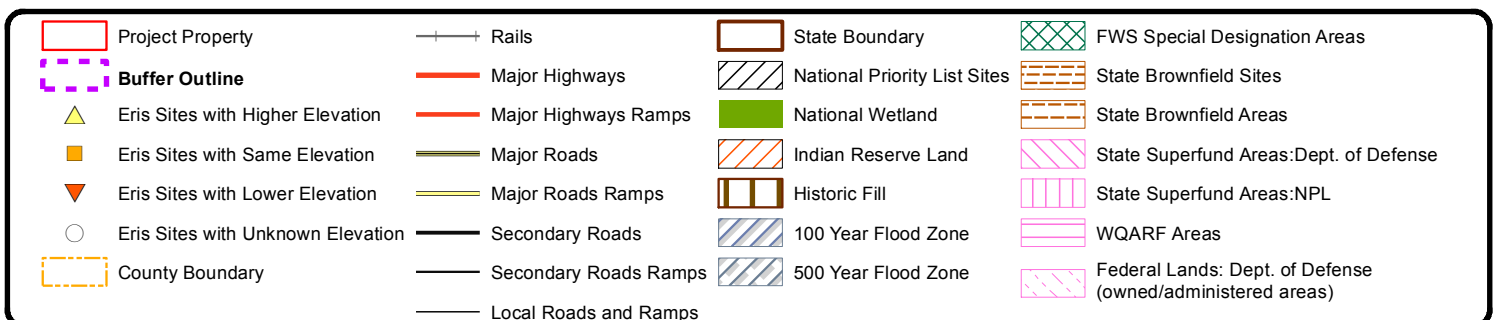 Project Property
Buffer Outline
Eris Sites with Higher Elevation
Eris Sites with Same Elevation
Eris Sites with Lower Elevation
Eris Sites with Unknown Elevation
County Boundary
Rails
Major Highways
Major Highways Ramps
Major Roads
Major Roads Ramps
Secondary Roads
Secondary Roads Ramps
Local Roads and Ramps
State Boundary
National Priority List Sites
National Wetland
Indian Reserve Land
Historic Fill
100 Year Flood Zone
500 Year Flood Zone
FWS Special Designation Areas
State Brownfield Sites
State Brownfield Areas
State Superfund Areas:Dept. of Defense
State Superfund Areas:NPL
WQARF Areas
Federal Lands: Dept. of Defense
(owned/administered areas)